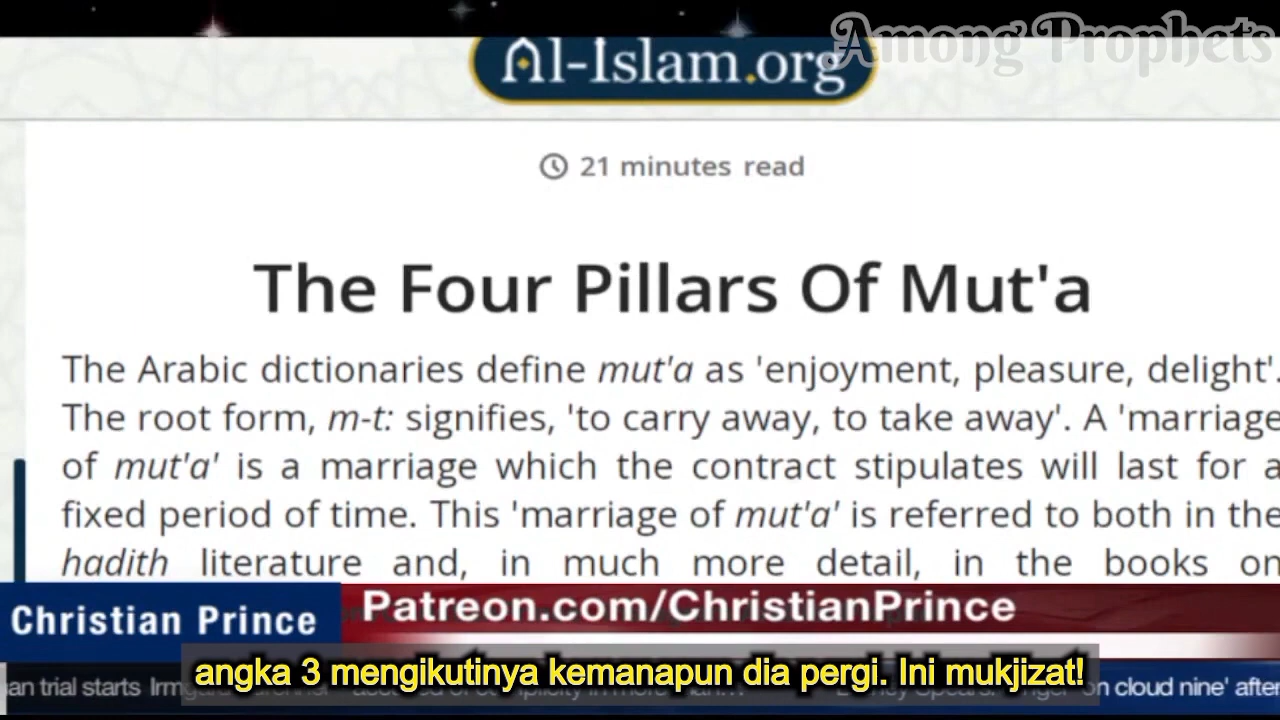 Among Prophets
Al-Islam.org
21 minutes read
The Four Pillars Of Mut'a
The Arabic dictionaries define mut'a as 'enjoyment, pleasure, delight'.
The root form, m-t: signifies, 'to carry away, to take away'. A 'marriage
of mut'a' is a marriage which the contract stipulates will last for a
fixed period of time. This 'marriage of mut'a' is referred to both in the
hadith literature and, in much more detail, in the books on
Christian Prince
Patreon.com/ChristianPrince
angka 3 mengikutinya kemanapun dia pergi. Ini mukjizat!
an trial starts
on cloud nine' after